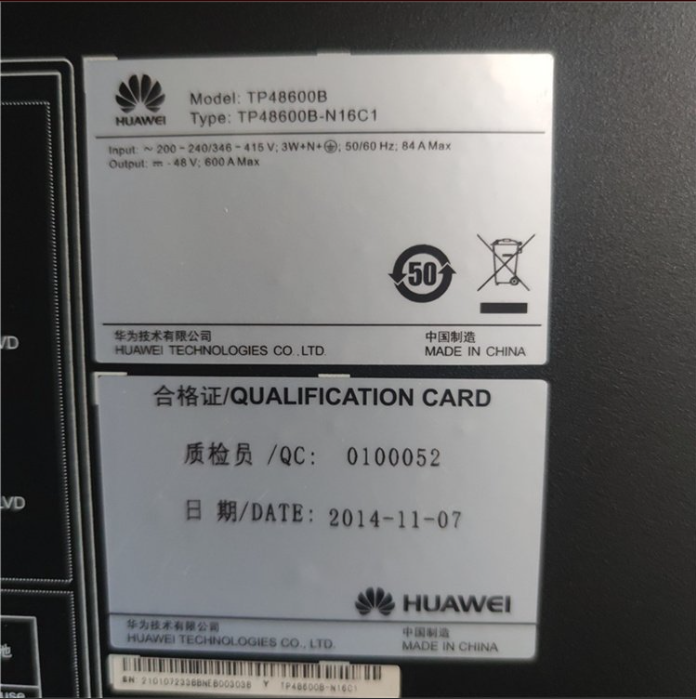 HUAWEI
Model: TP48600B
Type: TP48600B-N16C1
Input: ~ 200-240/346-415 V; 3W+N+⏚; 50/60 Hz; 84 A Max
Output: ⎓ -48 V; 600 A Max
50
华为技术有限公司
HUAWEI TECHNOLOGIES CO.,LTD.
中国制造
MADE IN CHINA
合格证/QUALIFICATION CARD
质检员 /QC: 0100052
日 期/DATE: 2014-11-07
HUAWEI
华为技术有限公司
HUAWEI TECHNOLOGIES CO., LTD.
中国制造
MADE IN CHINA
Y TP48600B-N16C1
VD
LVD
池
use